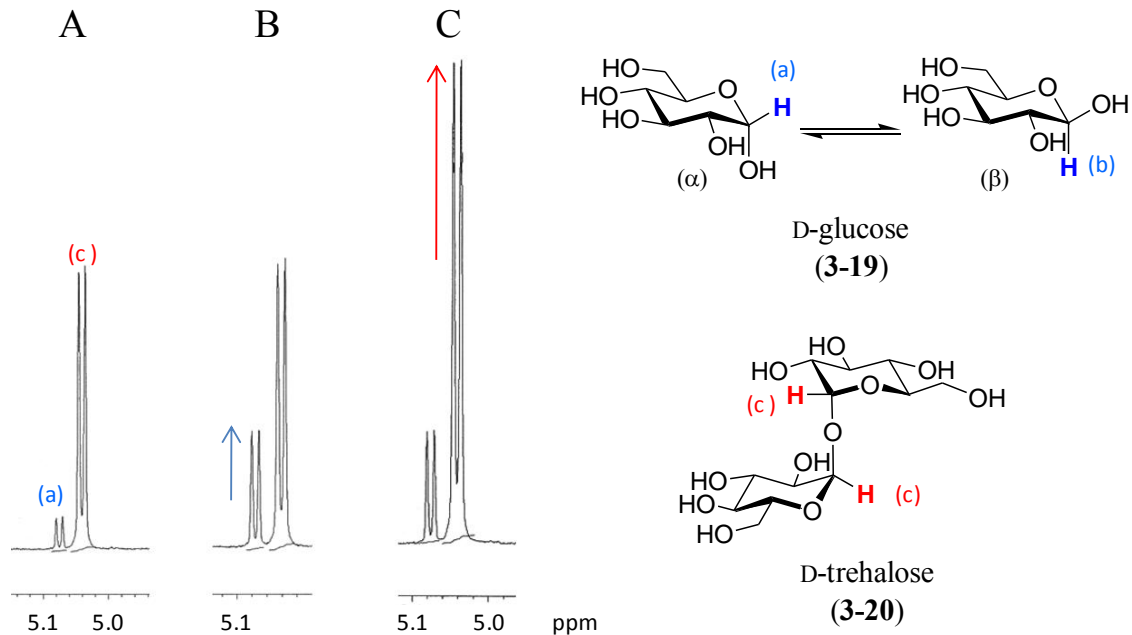 A B C
(c)
(a)
5.1 5.0 5.1 5.1 5.0 ppm
HO
O
(a)
H
HO
HO
OH
OH
(α)
HO
O
OH
HO
HO
OH
H
(b)
(β)
D-glucose
(3-19)
HO
HO
HO
OH
H
O
OH
(c)
O
HO
OH
HO
H
(c)
O
HO
D-trehalose
(3-20)